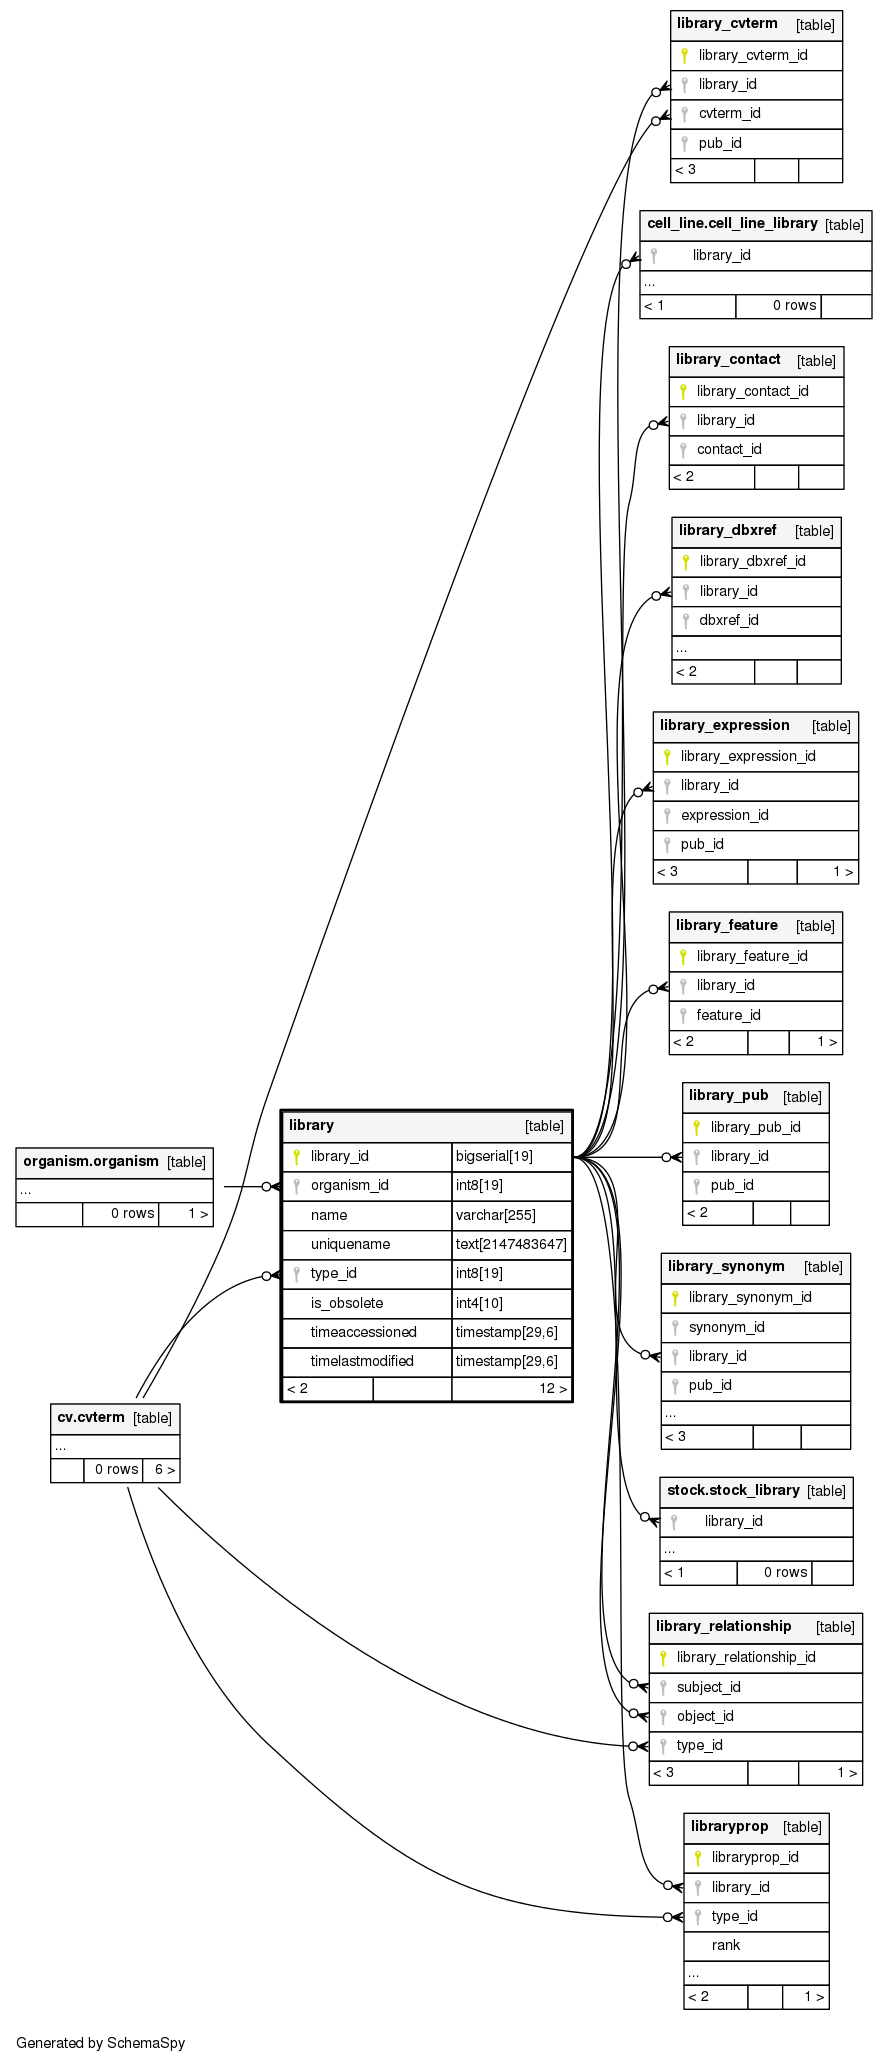 library_cvterm [table]
library_cvterm_id
library_id
cvterm_id
pub_id
< 3
cell_line.cell_line_library [table]
library_id
...
< 1 0 rows
library_contact [table]
library_contact_id
library_id
contact_id
< 2
library_dbxref [table]
library_dbxref_id
library_id
dbxref_id
...
< 2
library_expression [table]
library_expression_id
library_id
expression_id
pub_id
< 3 1 >
library_feature [table]
library_feature_id
library_id
feature_id
< 2 1 >
organism.organism [table]
...
0 rows 1 >
library [table]
library_id bigserial[19]
organism_id int8[19]
name varchar[255]
uniquename text[2147483647]
type_id int8[19]
is_obsolete int4[10]
timeaccessioned timestamp[29,6]
timelastmodified timestamp[29,6]
< 2 12 >
library_pub [table]
library_pub_id
library_id
pub_id
< 2
library_synonym [table]
library_synonym_id
synonym_id
library_id
pub_id
...
< 3
cv.cvterm [table]
...
0 rows 6 >
stock.stock_library [table]
library_id
...
< 1 0 rows
library_relationship [table]
library_relationship_id
subject_id
object_id
type_id
< 3 1 >
libraryprop [table]
libraryprop_id
library_id
type_id
rank
...
< 2 1 >
Generated by SchemaSpy